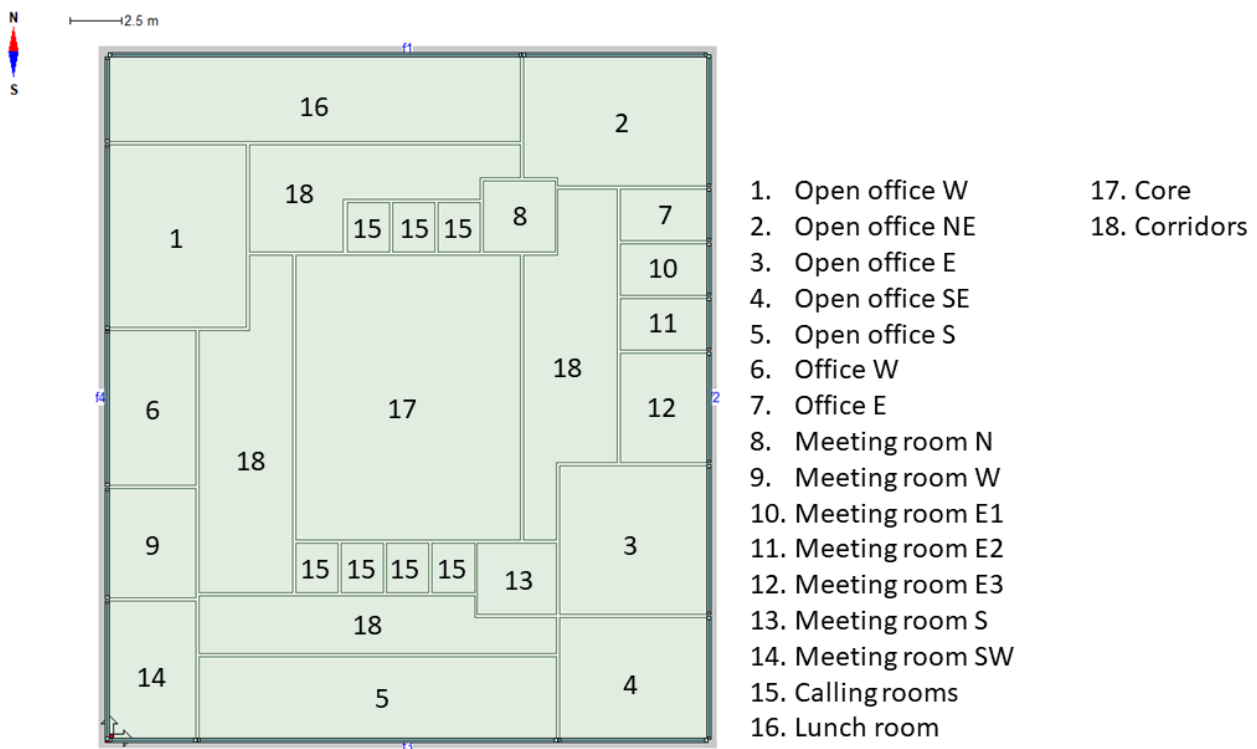 N
2.5 m
S
f1
16
2
18
8
7
15 15 15
1
10
11
18
f4
f2
6
17
12
18
9
3
15 15 15 15
13
18
14
5
4
f3
1. Open office W
2. Open office NE
3. Open office E
4. Open office SE
5. Open office S
6. Office W
7. Office E
8. Meeting room N
9. Meeting room W
10. Meeting room E1
11. Meeting room E2
12. Meeting room E3
13. Meeting room S
14. Meeting room SW
15. Calling rooms
16. Lunch room
17. Core
18. Corridors